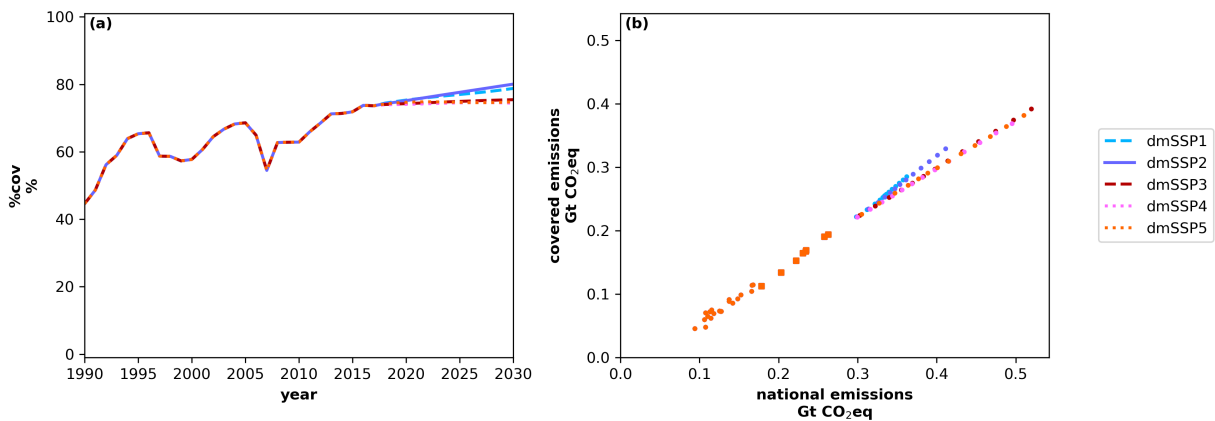 (a)
100
80
60
40
20
0
%cov
%
1990 1995 2000 2005 2010 2015 2020 2025 2030
year
(b)
0.5
0.4
0.3
0.2
0.1
0.0
covered emissions
Gt CO₂eq
0.0 0.1 0.2 0.3 0.4 0.5
national emissions
Gt CO₂eq
dmSSP1
dmSSP2
dmSSP3
dmSSP4
dmSSP5